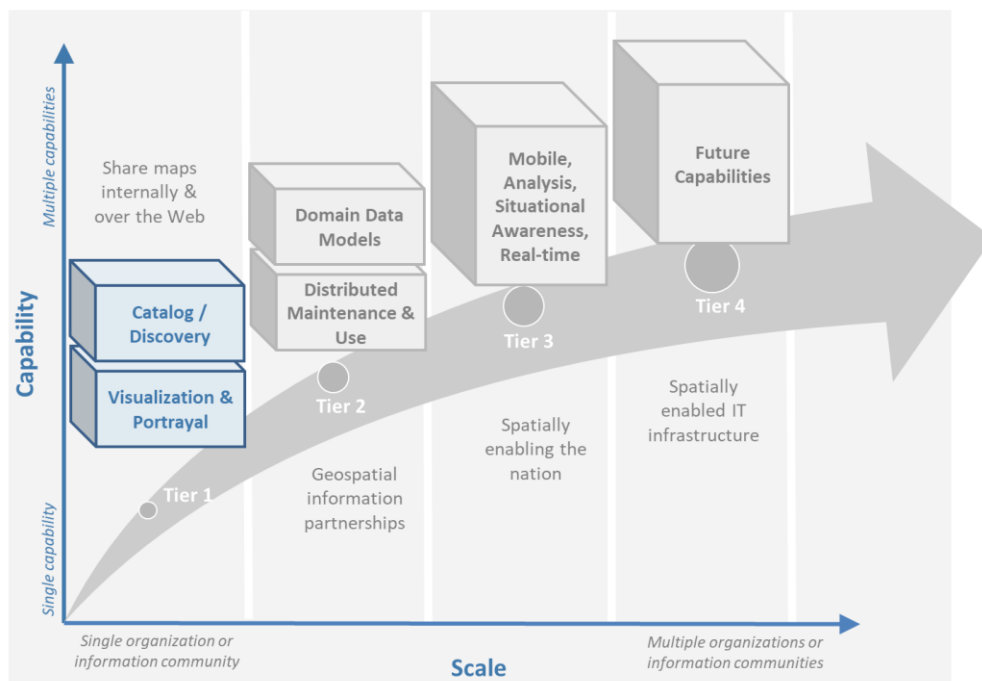 Multiple capabilities
Capability
Single capability
Share maps
internally &
over the Web
Catalog /
Discovery
Visualization &
Portrayal
Tier 1
Domain Data
Models
Distributed
Maintenance &
Use
Tier 2
Geospatial
information
partnerships
Mobile,
Analysis,
Situational
Awareness,
Real-time
Tier 3
Spatially
enabling the
nation
Future
Capabilities
Tier 4
Spatially
enabled IT
infrastructure
Single organization or
information community
Scale
Multiple organizations or
information communities